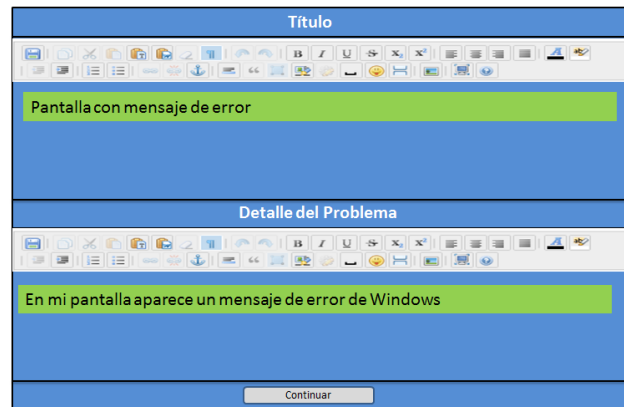 Título
Pantalla con mensaje de error
Detalle del Problema
En mi pantalla aparece un mensaje de error de Windows
Continuar